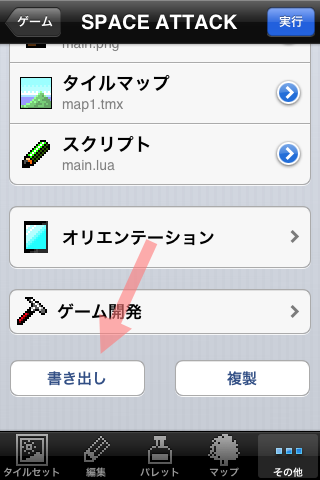 ゲーム
SPACE ATTACK
実行
main.png
タイルマップ
map1.tmx
スクリプト
main.lua
オリエンテーション
ゲーム開発
書き出し
複製
タイルセット
編集
パレット
マップ
その他